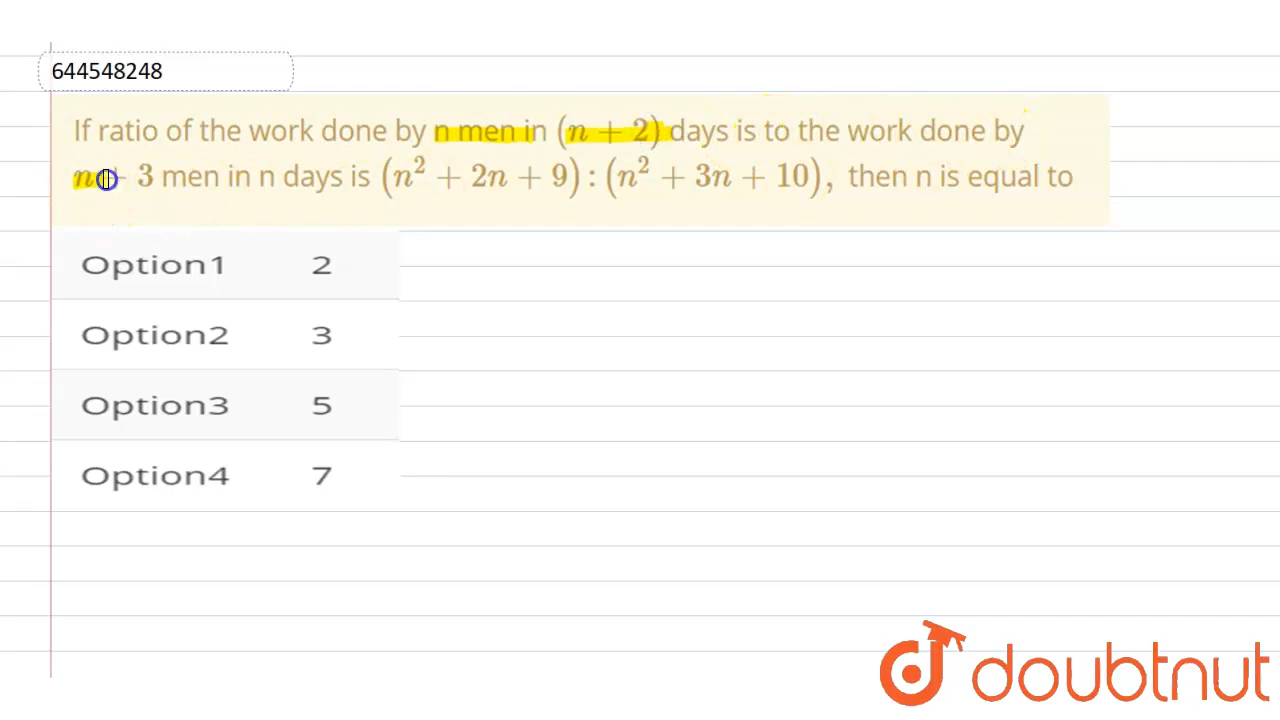 644548248
If ratio of the work done by n men in (n + 2) days is to the work done by
n + 3 men in n days is (n² + 2n + 9) : (n² + 3n + 10), then n is equal to
Option1 2
Option2 3
Option3 5
Option4 7
doubtnut